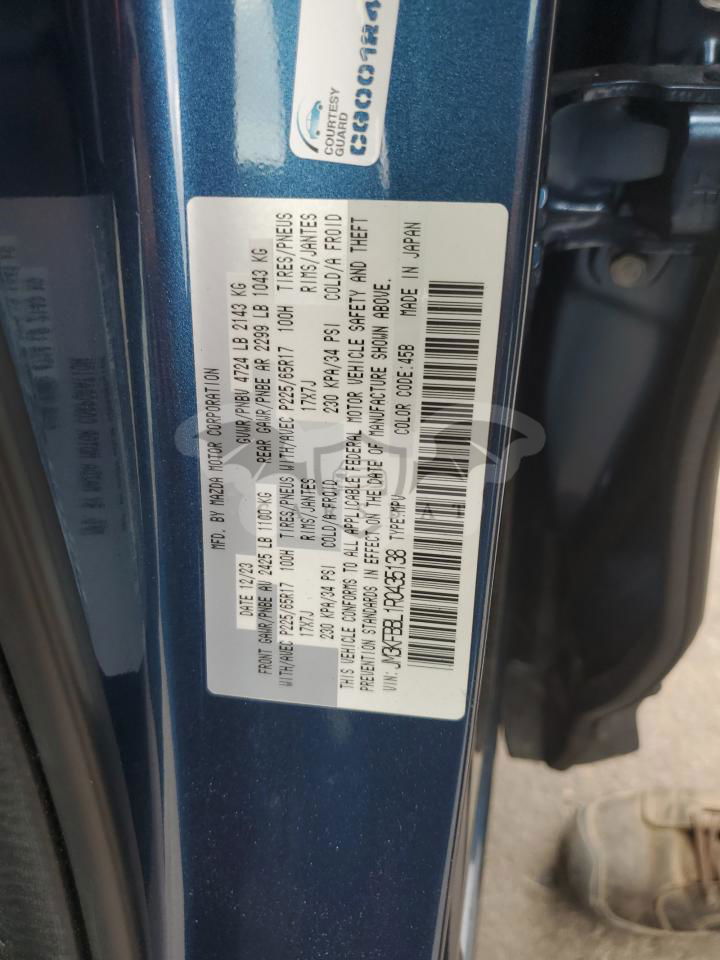 COURTESY
GUARD
MFD. BY MAZDA MOTOR CORPORATION
DATE 12/23 GVWR/PNBV 4724 LB 2143 KG
FRONT GAWR/PNBE AV 2425 LB 1100 KG REAR GAWR/PNBE AR 2299 LB 1043 KG
WITH/AVEC P225/65R17 100H TIRES/PNEUS WITH/AVEC P225/65R17 100H TIRES/PNEUS
17X7J RIMS/JANTES 17X7J RIMS/JANTES
230 KPA/34 PSI COLD/A FROID 230 KPA/34 PSI COLD/A FROID
THIS VEHICLE CONFORMS TO ALL APPLICABLE FEDERAL MOTOR VEHICLE SAFETY AND THEFT
PREVENTION STANDARDS IN EFFECT ON THE DATE OF MANUFACTURE SHOWN ABOVE.
VIN: JM3KFBBL1R0435138 TYPE:MPV COLOR CODE:45B MADE IN JAPAN